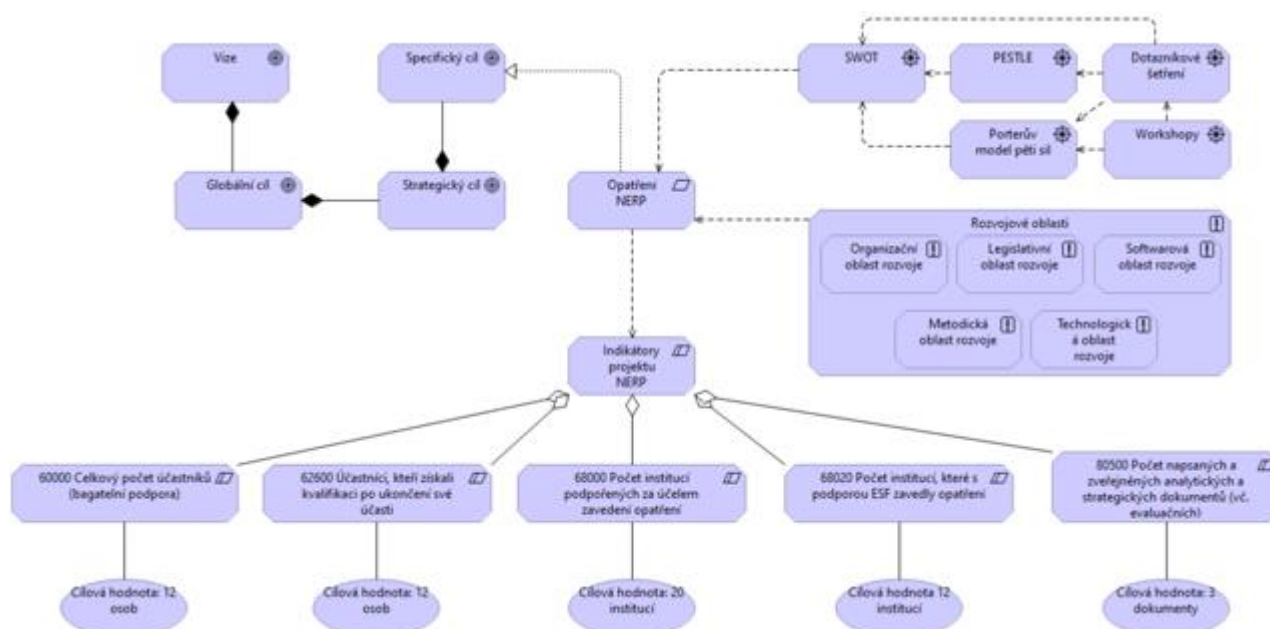 Vize
Specifický cíl
SWOT
PESTLE
Dotazníkové
šetření
Porterův
model pěti sil
Workshopy
Globální cíl
Strategický cíl
Opatření
NERP
Rozvojové oblasti
Organizační
oblast rozvoje
Legislativní
oblast rozvoje
Softwarová
oblast rozvoje
Metodická
oblast rozvoje
Technologick
á oblast
rozvoje
Indikátory
projektu
NERP
60000 Celkový počet účastníků
(bagatelní podpora)
62600 Účastníci, kteří získali
kvalifikaci po ukončení své
účasti
68000 Počet institucí
podpořených za účelem
zavedení opatření
68020 Počet institucí, které s
podporou ESF zavedly opatření
80500 Počet napsaných a
zveřejněných analytických a
strategických dokumentů (vč.
evaluačních)
Cílová hodnota: 12
osob
Cílová hodnota: 12
osob
Cílová hodnota: 20
institucí
Cílová hodnota 12
institucí
Cílová hodnota: 3
dokumenty